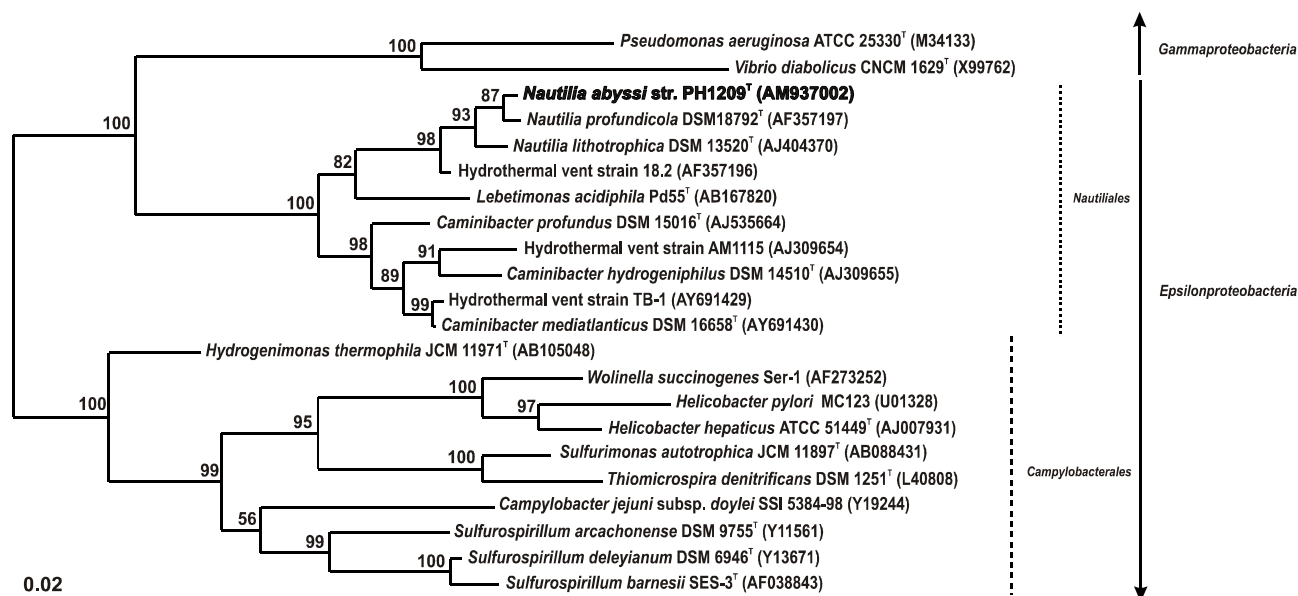 100
Pseudomonas aeruginosa ATCC 25330ᵀ (M34133)
Gammaproteobacteria
Vibrio diabolicus CNCM 1629ᵀ (X99762)
87
Nautilia abyssi str. PH1209ᵀ (AM937002)
93
Nautilia profundicola DSM18792ᵀ (AF357197)
100
98
Nautilia lithotrophica DSM 13520ᵀ (AJ404370)
82
Hydrothermal vent strain 18.2 (AF357196)
Lebetimonas acidiphila Pd55ᵀ (AB167820)
Nautiliales
100
Caminibacter profundus DSM 15016ᵀ (AJ535664)
98
91
Hydrothermal vent strain AM1115 (AJ309654)
89
Caminibacter hydrogeniphilus DSM 14510ᵀ (AJ309655)
Epsilonproteobacteria
99
Hydrothermal vent strain TB-1 (AY691429)
Caminibacter mediatlanticus DSM 16658ᵀ (AY691430)
Hydrogenimonas thermophila JCM 11971ᵀ (AB105048)
100
100
Wolinella succinogenes Ser-1 (AF273252)
97
Helicobacter pylori MC123 (U01328)
95
Helicobacter hepaticus ATCC 51449ᵀ (AJ007931)
Sulfurimonas autotrophica JCM 11897ᵀ (AB088431)
99
100
Thiomicrospira denitrificans DSM 1251ᵀ (L40808)
Campylobacterales
Campylobacter jejuni subsp. doylei SSI 5384-98 (Y19244)
56
Sulfurospirillum arcachonense DSM 9755ᵀ (Y11561)
99
100
Sulfurospirillum deleyianum DSM 6946ᵀ (Y13671)
Sulfurospirillum barnesii SES-3ᵀ (AF038843)
0.02